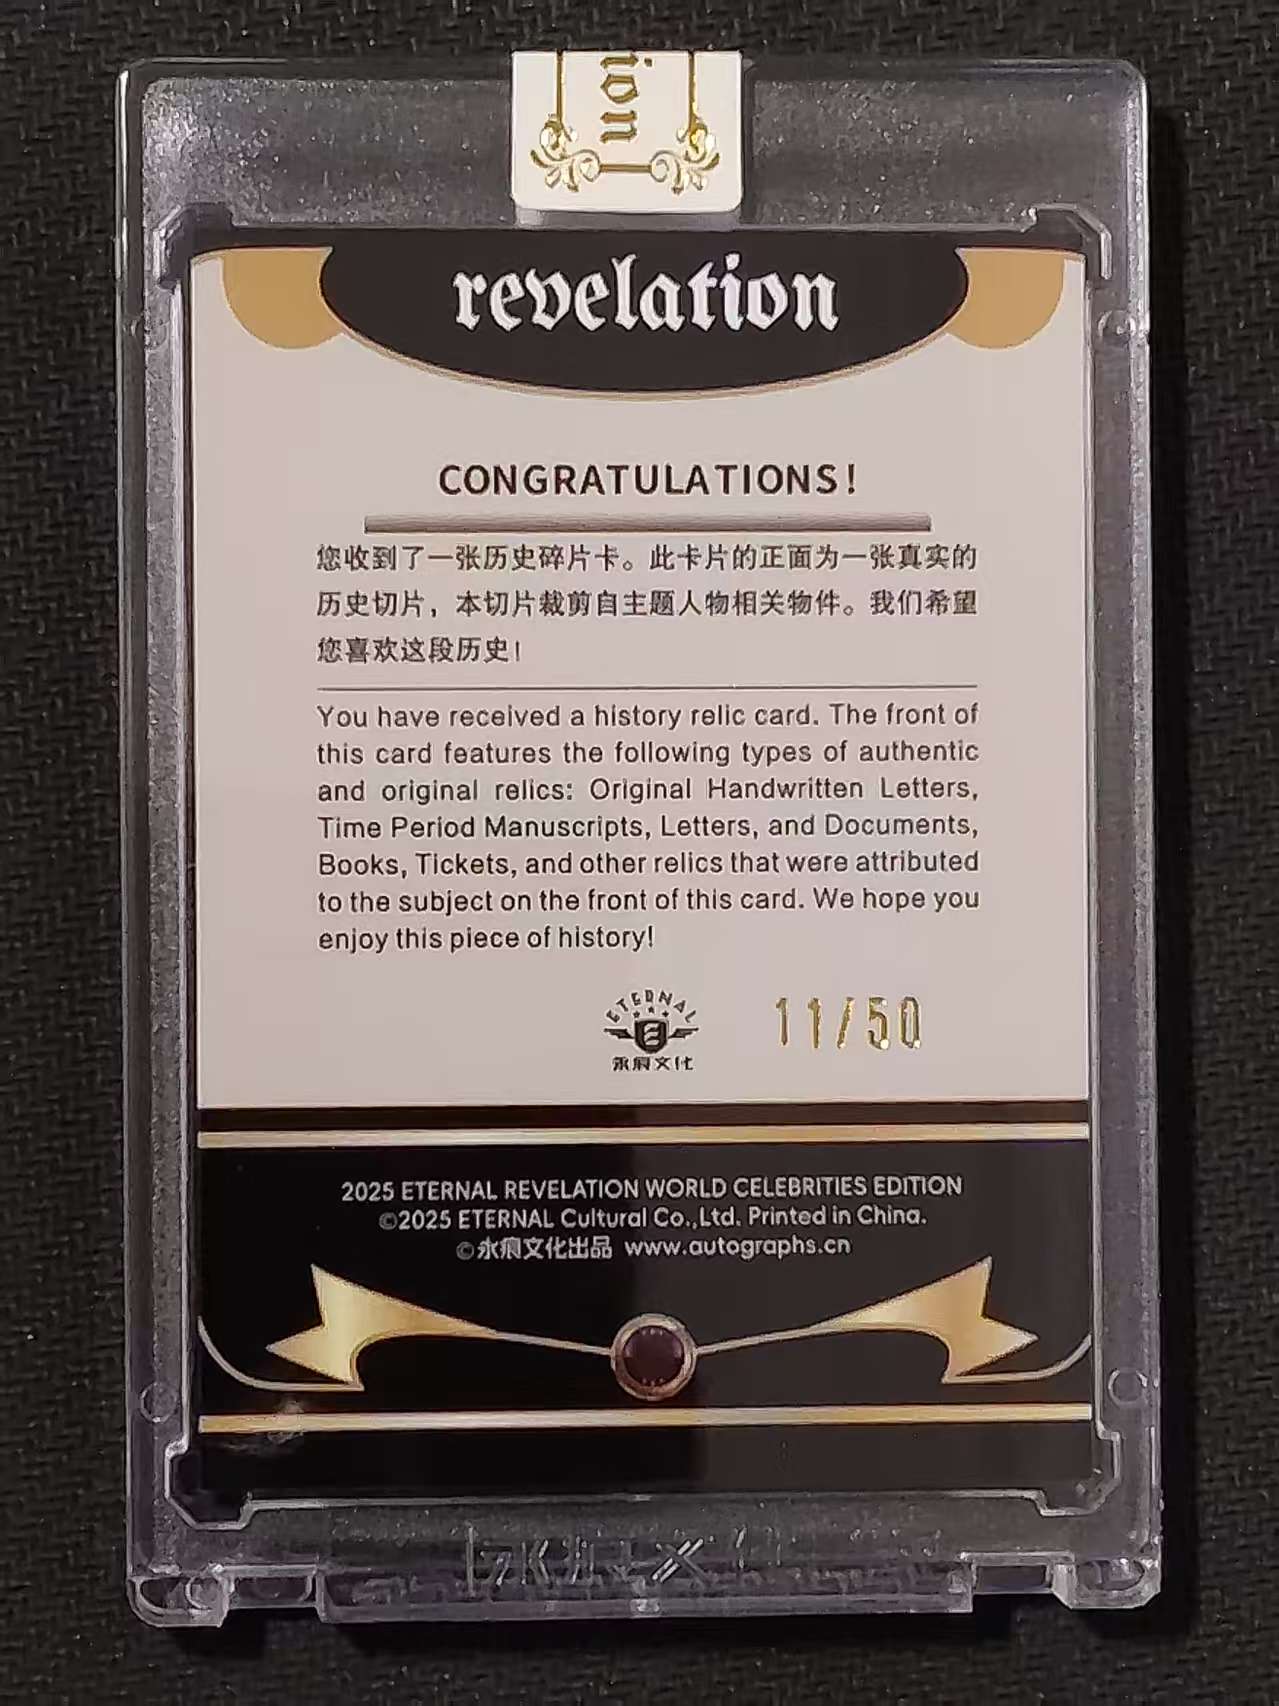 ion
revelation
CONGRATULATIONS!
您收到了一张历史碎片卡。此卡片的正面为一张真实的
历史切片，本切片裁剪自主题人物相关物件。我们希望
您喜欢这段历史!
You have received a history relic card. The front of
this card features the following types of authentic
and original relics: Original Handwritten Letters,
Time Period Manuscripts, Letters, and Documents,
Books, Tickets, and other relics that were attributed
to the subject on the front of this card. We hope you
enjoy this piece of history!
ETERNAL
永痕文化
11/50
2025 ETERNAL REVELATION WORLD CELEBRITIES EDITION
©2025 ETERNAL Cultural Co.,Ltd. Printed in China.
©永痕文化出品 www.autographs.cn